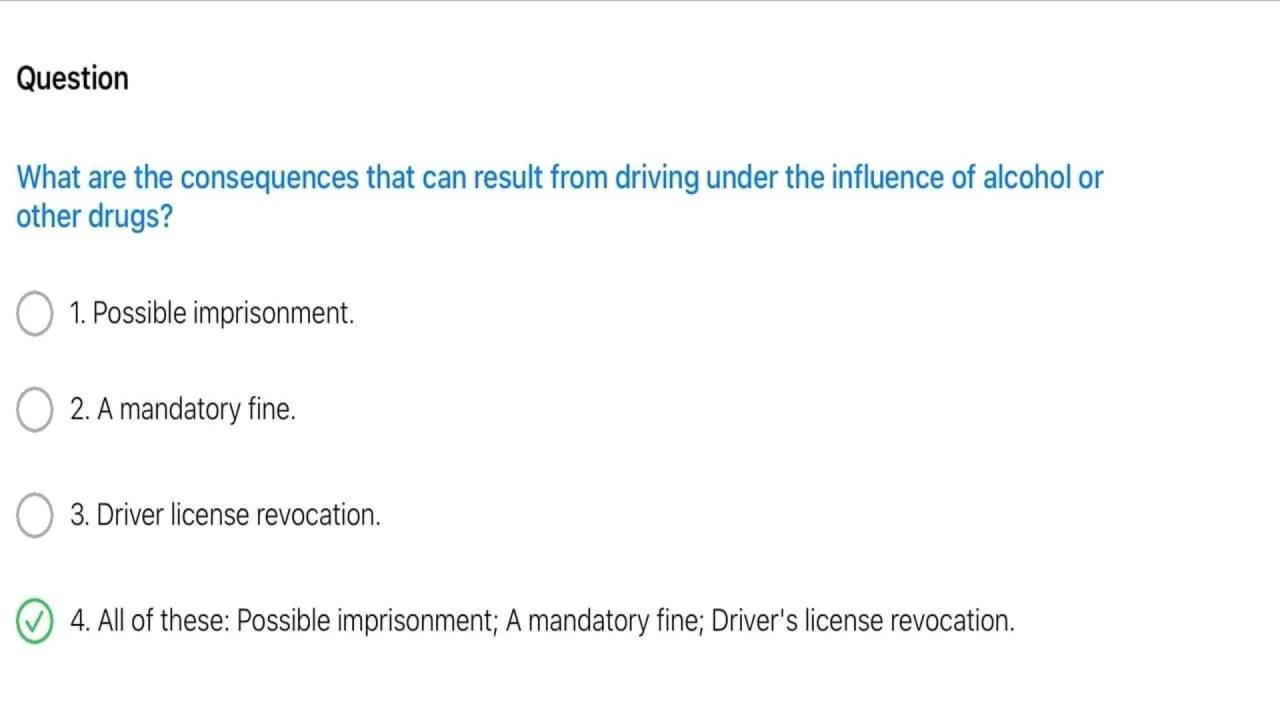 Question
What are the consequences that can result from driving under the influence of alcohol or
other drugs?
1. Possible imprisonment.
2. A mandatory fine.
3. Driver license revocation.
4. All of these: Possible imprisonment; A mandatory fine; Driver's license revocation.